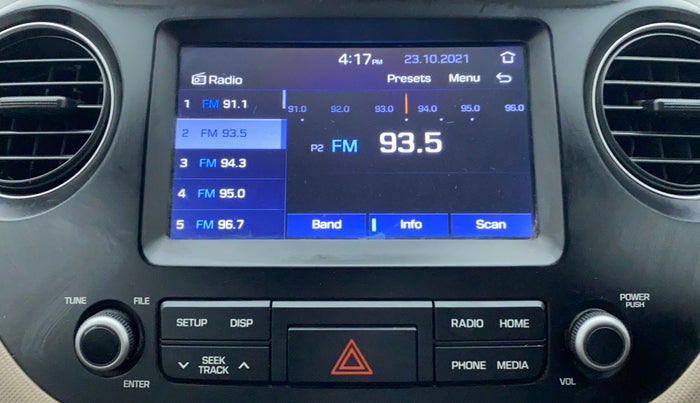 4:17PM 23.10.2021
Radio Presets Menu
1 FM 91.1
91.0 92.0 93.0 94.0 95.0 96.0
2 FM 93.5
P2 FM 93.5
3 FM 94.3
4 FM 95.0
5 FM 96.7
Band Info Scan
TUNE FILE
POWER
PUSH
SETUP DISP
RADIO HOME
SEEK
TRACK
PHONE MEDIA
ENTER
VOL